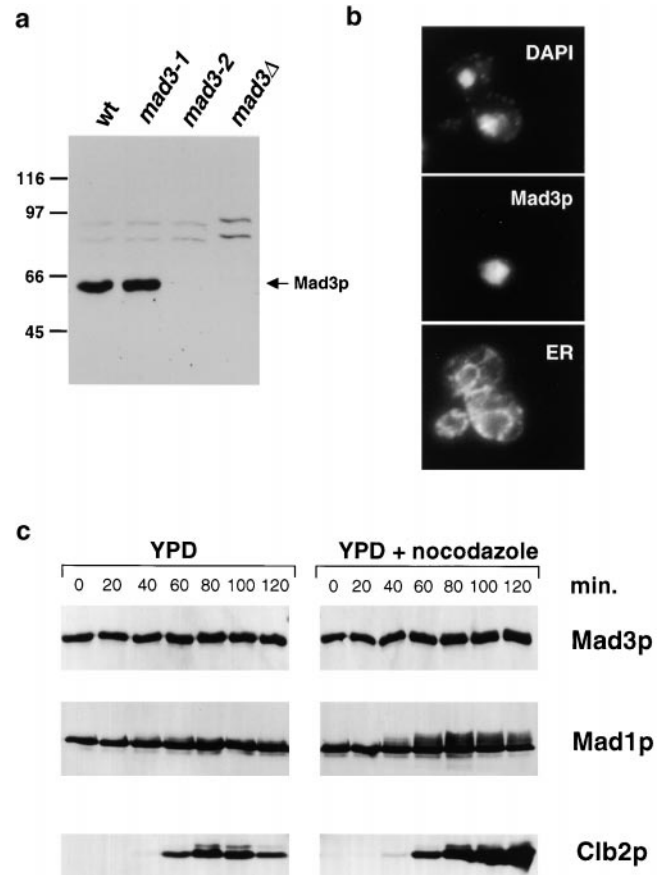 a
wt mad3-1 mad3-2 mad3Δ
116
97
66
45
Mad3p
b
DAPI
Mad3p
ER
c
YPD YPD + nocodazole
0 20 40 60 80 100 120 0 20 40 60 80 100 120 min.
Mad3p
Mad1p
Clb2p